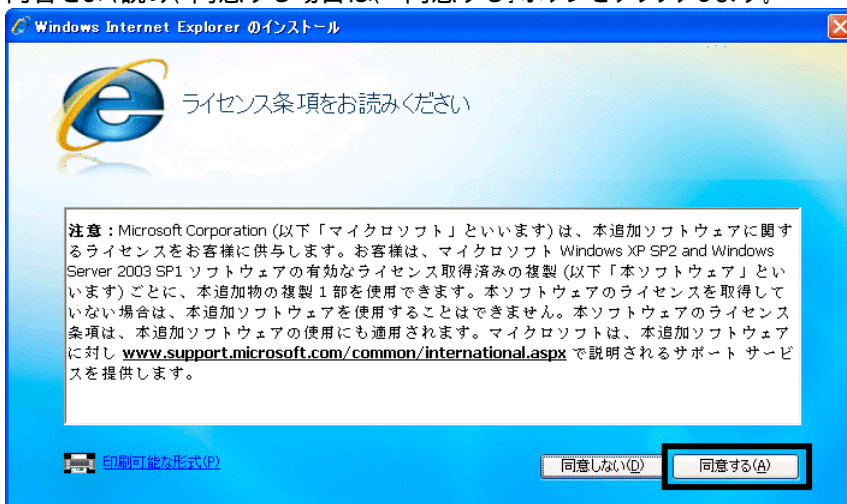 Windows Internet Explorer のインストール
ライセンス条項をお読みください
注意：Microsoft Corporation (以下「マイクロソフト」といいます) は、本追加ソフトウェアに関す
るライセンスをお客様に供与します。お客様は、マイクロソフト Windows XP SP2 and Windows
Server 2003 SP1 ソフトウェアの有効なライセンス取得済みの複製 (以下「本ソフトウェア」とい
います) ごとに、本追加物の複製 1 部を使用できます。本ソフトウェアのライセンスを取得して
いない場合は、本追加ソフトウェアを使用することはできません。本ソフトウェアのライセンス
条項は、本追加ソフトウェアの使用にも適用されます。マイクロソフトは、本追加ソフトウェア
に対し www.support.microsoft.com/common/international.aspx で説明されるサポート サービ
スを提供します。
印刷可能な形式(P)
同意しない(D)
同意する(A)